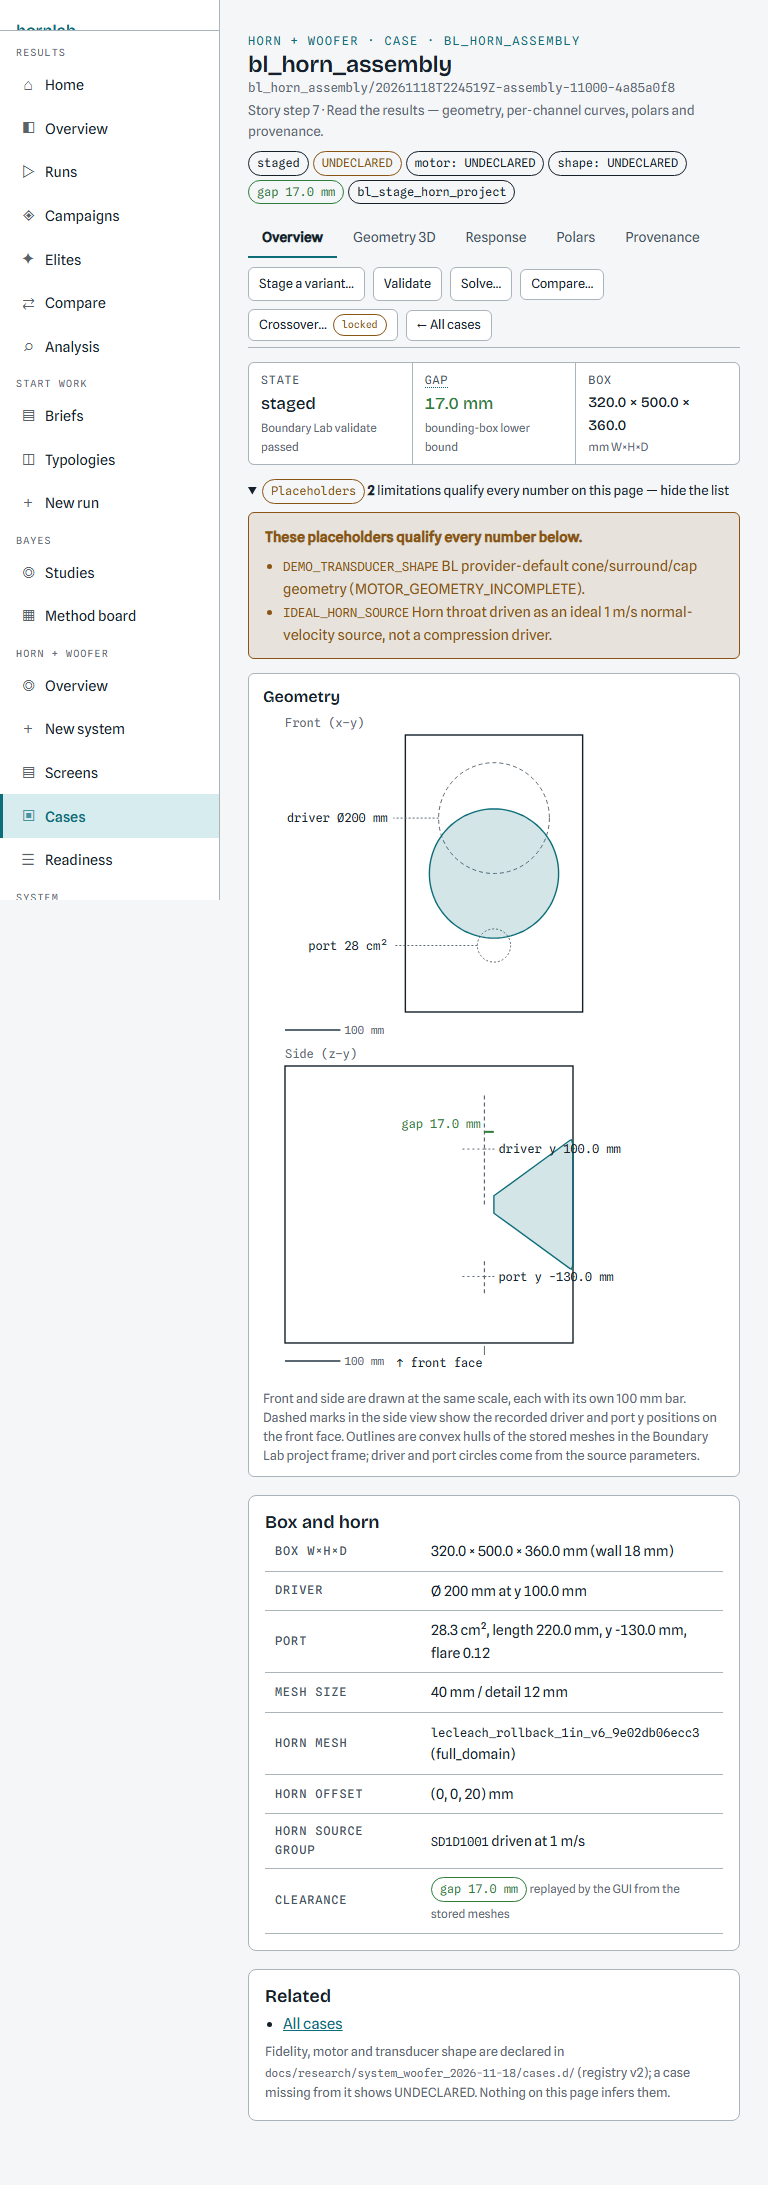 RESULTS
Home
Overview
Runs
Campaigns
Elites
Compare
Analysis
START WORK
Briefs
Typologies
+ New run
BAYES
Studies
Method board
HORN + WOOFER
Overview
+ New system
Screens
Cases
Readiness
SYSTEM
HORN + WOOFER · CASE · BL_HORN_ASSEMBLY
bl_horn_assembly
bl_horn_assembly/20261118T224519Z-assembly-11000-4a85a0f8
Story step 7 · Read the results — geometry, per-channel curves, polars and
provenance.
staged UNDECLARED motor: UNDECLARED shape: UNDECLARED
gap 17.0 mm bl_stage_horn_project
Overview Geometry 3D Response Polars Provenance
Stage a variant... Validate Solve... Compare...
Crossover... locked ← All cases
STATE
staged
Boundary Lab validate
passed
GAP
17.0 mm
bounding-box lower
bound
BOX
320.0 × 500.0 ×
360.0
mm W×H×D
▼ Placeholders 2 limitations qualify every number on this page — hide the list
These placeholders qualify every number below.
• DEMO_TRANSDUCER_SHAPE BL provider-default cone/surround/cap
geometry (MOTOR_GEOMETRY_INCOMPLETE).
• IDEAL_HORN_SOURCE Horn throat driven as an ideal 1 m/s normal-
velocity source, not a compression driver.
Geometry
Front (x–y)
driver Ø200 mm
port 28 cm²
100 mm
Side (z–y)
gap 17.0 mm
driver y 100.0 mm
port y -130.0 mm
100 mm ↑ front face
Front and side are drawn at the same scale, each with its own 100 mm bar.
Dashed marks in the side view show the recorded driver and port y positions on
the front face. Outlines are convex hulls of the stored meshes in the Boundary
Lab project frame; driver and port circles come from the source parameters.
Box and horn
BOX W×H×D 320.0 × 500.0 × 360.0 mm (wall 18 mm)
DRIVER Ø 200 mm at y 100.0 mm
PORT 28.3 cm², length 220.0 mm, y -130.0 mm,
flare 0.12
MESH SIZE 40 mm / detail 12 mm
HORN MESH lecleach_rollback_1in_v6_9e02db06ecc3
(full_domain)
HORN OFFSET (0, 0, 20) mm
HORN SOURCE
GROUP SD1D1001 driven at 1 m/s
CLEARANCE gap 17.0 mm replayed by the GUI from the
stored meshes
Related
• All cases
Fidelity, motor and transducer shape are declared in
docs/research/system_woofer_2026-11-18/cases.d/ (registry v2); a case
missing from it shows UNDECLARED. Nothing on this page infers them.